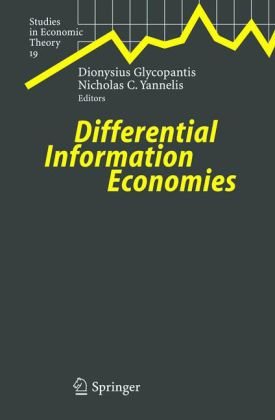 Studies
in Economic
Theory
19
Dionysius Glycopantis
Nicholas C. Yannelis
Editors
Differential
Information
Economies
Springer